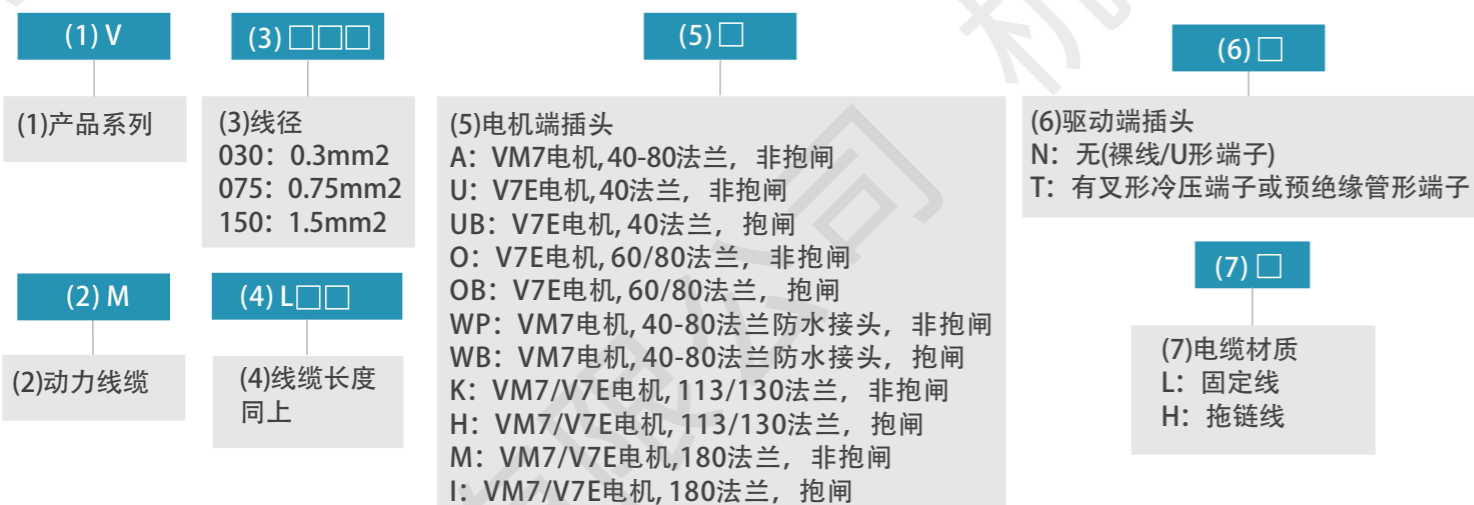 (1) V
(1)产品系列
(2) M
(2)动力线缆
(3) □□□
(3)线径
030：0.3mm2
075：0.75mm2
150：1.5mm2
(4) L□□
(4)线缆长度
同上
(5) □
(5)电机端插头
A：VM7电机, 40-80法兰，非抱闸
U：V7E电机, 40法兰，非抱闸
UB：V7E电机, 40法兰，抱闸
O：V7E电机, 60/80法兰，非抱闸
OB：V7E电机, 60/80法兰，抱闸
WP：VM7电机, 40-80法兰防水接头，非抱闸
WB：VM7电机, 40-80法兰防水接头，抱闸
K：VM7/V7E电机, 113/130法兰，非抱闸
H：VM7/V7E电机, 113/130法兰，抱闸
M：VM7/V7E电机,180法兰，非抱闸
I：VM7/V7E电机, 180法兰，抱闸
(6) □
(6)驱动端插头
N：无(裸线/U形端子)
T：有叉形冷压端子或预绝缘管形端子
(7) □
(7)电缆材质
L：固定线
H：拖链线
有限公司
机